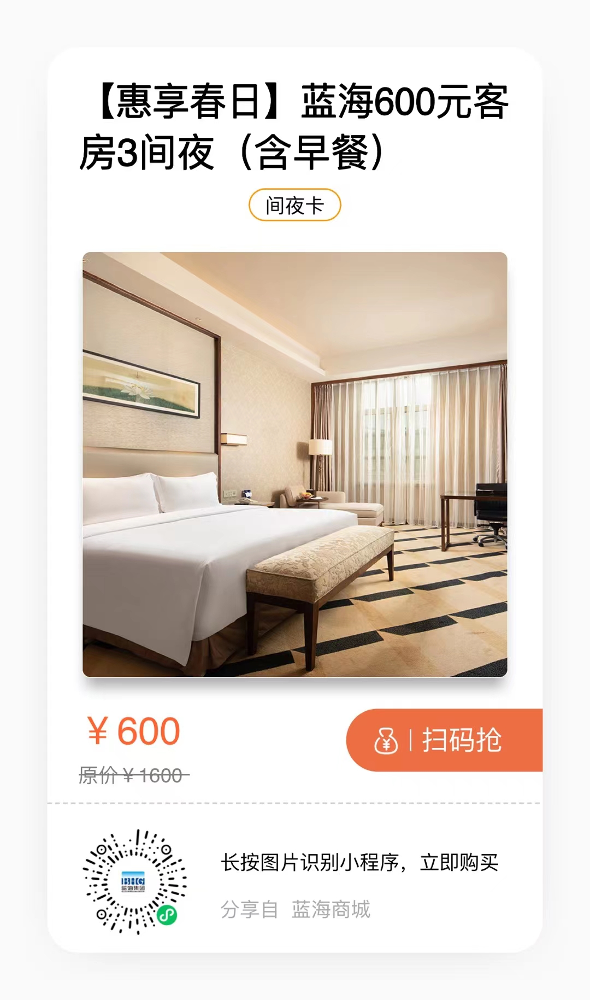 【惠享春日】蓝海600元客
房3间夜（含早餐）
间夜卡
¥ 600
扫码抢
原价 ¥ 1600
长按图片识别小程序，立即购买
BHG
蓝海集团
分享自 蓝海商城